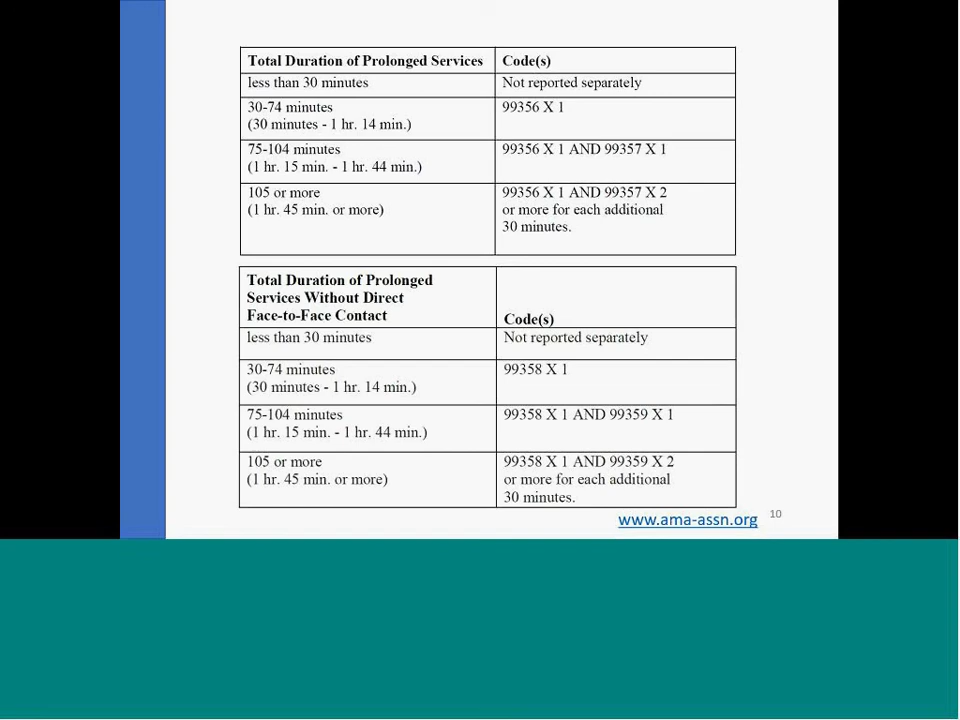 Total Duration of Prolonged Services Code(s)
less than 30 minutes Not reported separately
30-74 minutes 99356 X 1
(30 minutes - 1 hr. 14 min.)
75-104 minutes 99356 X 1 AND 99357 X 1
(1 hr. 15 min. - 1 hr. 44 min.)
105 or more 99356 X 1 AND 99357 X 2
(1 hr. 45 min. or more) or more for each additional
30 minutes.
Total Duration of Prolonged
Services Without Direct
Face-to-Face Contact Code(s)
less than 30 minutes Not reported separately
30-74 minutes 99358 X 1
(30 minutes - 1 hr. 14 min.)
75-104 minutes 99358 X 1 AND 99359 X 1
(1 hr. 15 min. - 1 hr. 44 min.)
105 or more 99358 X 1 AND 99359 X 2
(1 hr. 45 min. or more) or more for each additional
30 minutes.
www.ama-assn.org 10